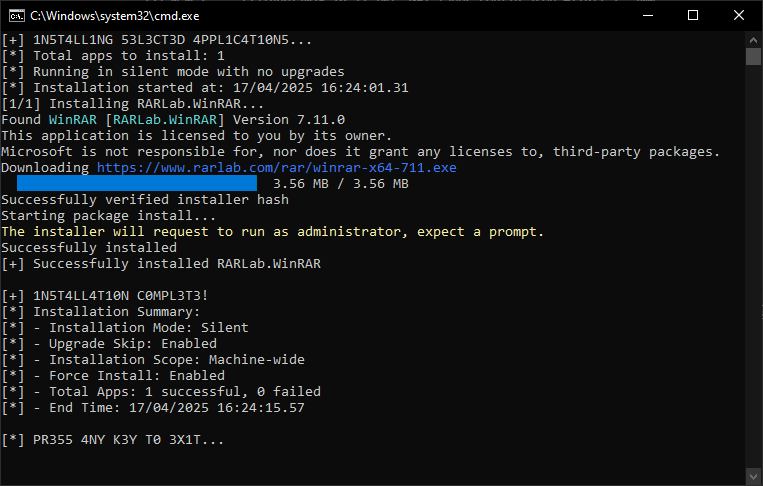 C:\Windows\system32\cmd.exe
[+] 1N5T4LL1NG 53L3CT3D 4PPL1C4T10N5...
[*] Total apps to install: 1
[*] Running in silent mode with no upgrades
[*] Installation started at: 17/04/2025 16:24:01.31
[1/1] Installing RARLab.WinRAR...
Found WinRAR [RARLab.WinRAR] Version 7.11.0
This application is licensed to you by its owner.
Microsoft is not responsible for, nor does it grant any licenses to, third-party packages.
Downloading https://www.rarlab.com/rar/winrar-x64-711.exe
3.56 MB / 3.56 MB
Successfully verified installer hash
Starting package install...
The installer will request to run as administrator, expect a prompt.
Successfully installed
[+] Successfully installed RARLab.WinRAR
[+] 1N5T4LL4T10N C0MPL3T3!
[*] Installation Summary:
[*] - Installation Mode: Silent
[*] - Upgrade Skip: Enabled
[*] - Installation Scope: Machine-wide
[*] - Force Install: Enabled
[*] - Total Apps: 1 successful, 0 failed
[*] - End Time: 17/04/2025 16:24:15.57
[*] PR355 4NY K3Y T0 3X1T...